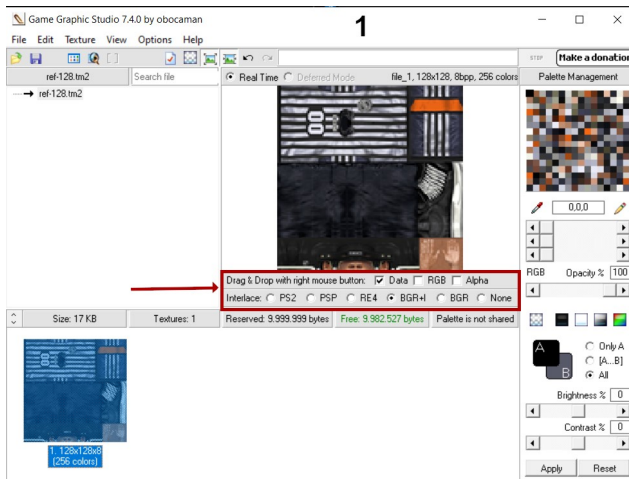 Game Graphic Studio 7.4.0 by obocaman
1
File Edit Texture View Options Help
STEP Make a donation
ref-128.tm2
Search file
Real Time Deferred Mode file_1, 128x128, 8bpp, 256 colors
Palette Management
ref-128.tm2
00
0,0,0
RGB Opacity % 100
Drag & Drop with right mouse button: Data RGB Alpha
Interlace: PS2 PSP RE4 BGR+I BGR None
Size: 17 KB Textures: 1 Reserved: 9.999.999 bytes Free: 9.982.527 bytes Palette is not shared
A
B
Only A
[A...B]
All
Brightness % 0
Contrast % 0
Apply Reset
1. 128x128x8
(256 colors)